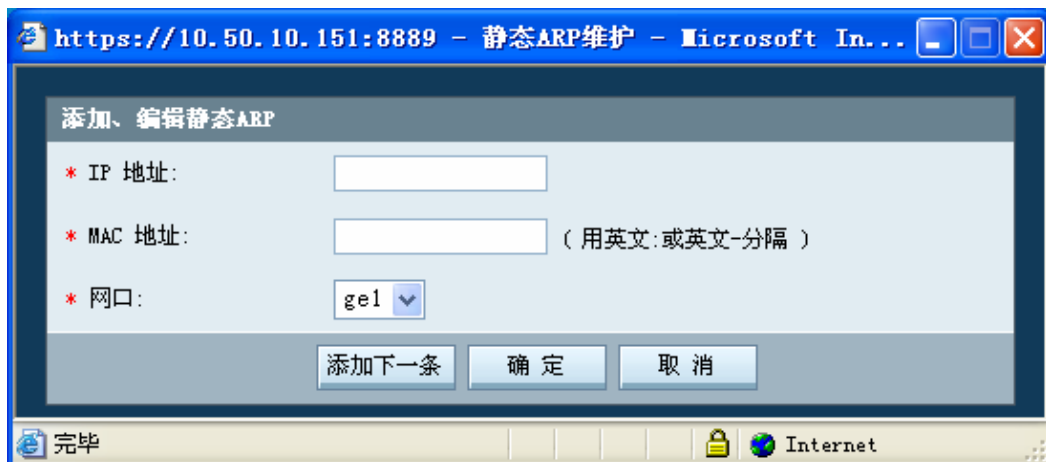 https://10.50.10.151:8889 - 静态ARP维护 - Microsoft In...
添加、编辑静态ARP
* IP 地址:
* MAC 地址: ( 用英文:或英文-分隔 )
* 网口: ge1
添加下一条 确 定 取 消
完毕 Internet